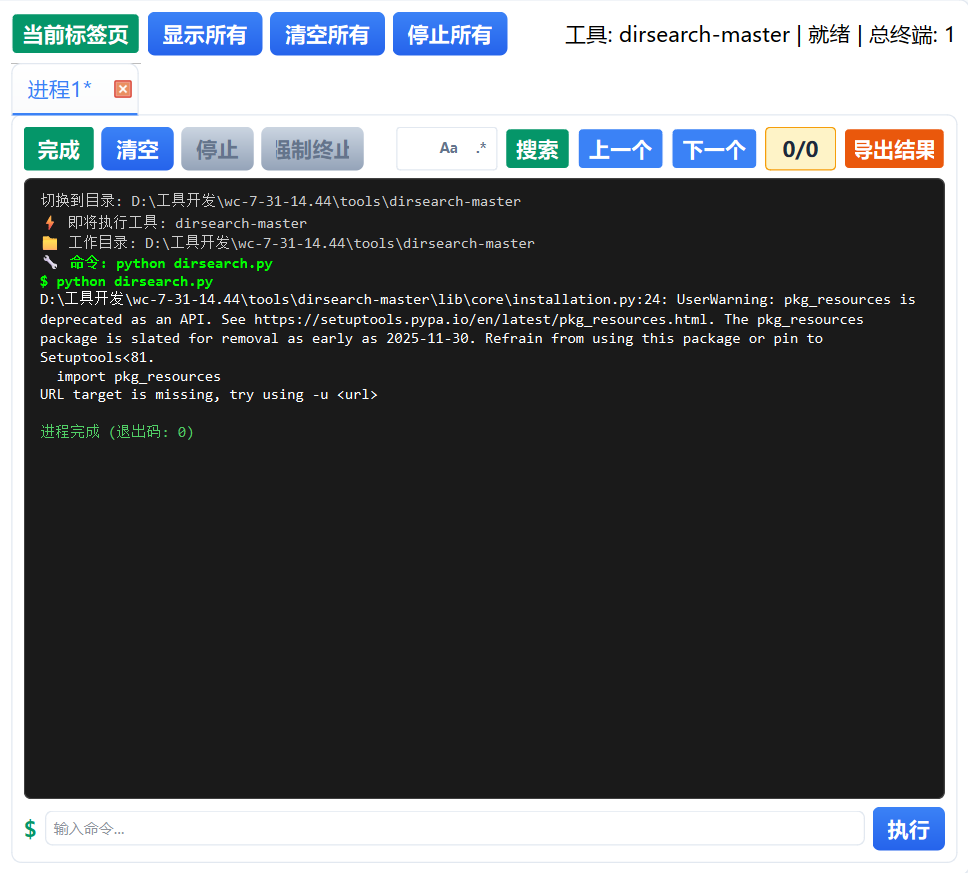 当前标签页 显示所有 清空所有 停止所有 工具: dirsearch-master | 就绪 | 总终端: 1
进程1*
完成 清空 停止 强制终止 Aa .* 搜索 上一个 下一个 0/0 导出结果
切换到目录: D:\工具开发\wc-7-31-14.44\tools\dirsearch-master
即将执行工具: dirsearch-master
工作目录: D:\工具开发\wc-7-31-14.44\tools\dirsearch-master
命令: python dirsearch.py
$ python dirsearch.py
D:\工具开发\wc-7-31-14.44\tools\dirsearch-master\lib\core\installation.py:24: UserWarning: pkg_resources is
deprecated as an API. See https://setuptools.pypa.io/en/latest/pkg_resources.html. The pkg_resources
package is slated for removal as early as 2025-11-30. Refrain from using this package or pin to
Setuptools<81.
import pkg_resources
URL target is missing, try using -u <url>
进程完成 (退出码: 0)
$ 输入命令... 执行